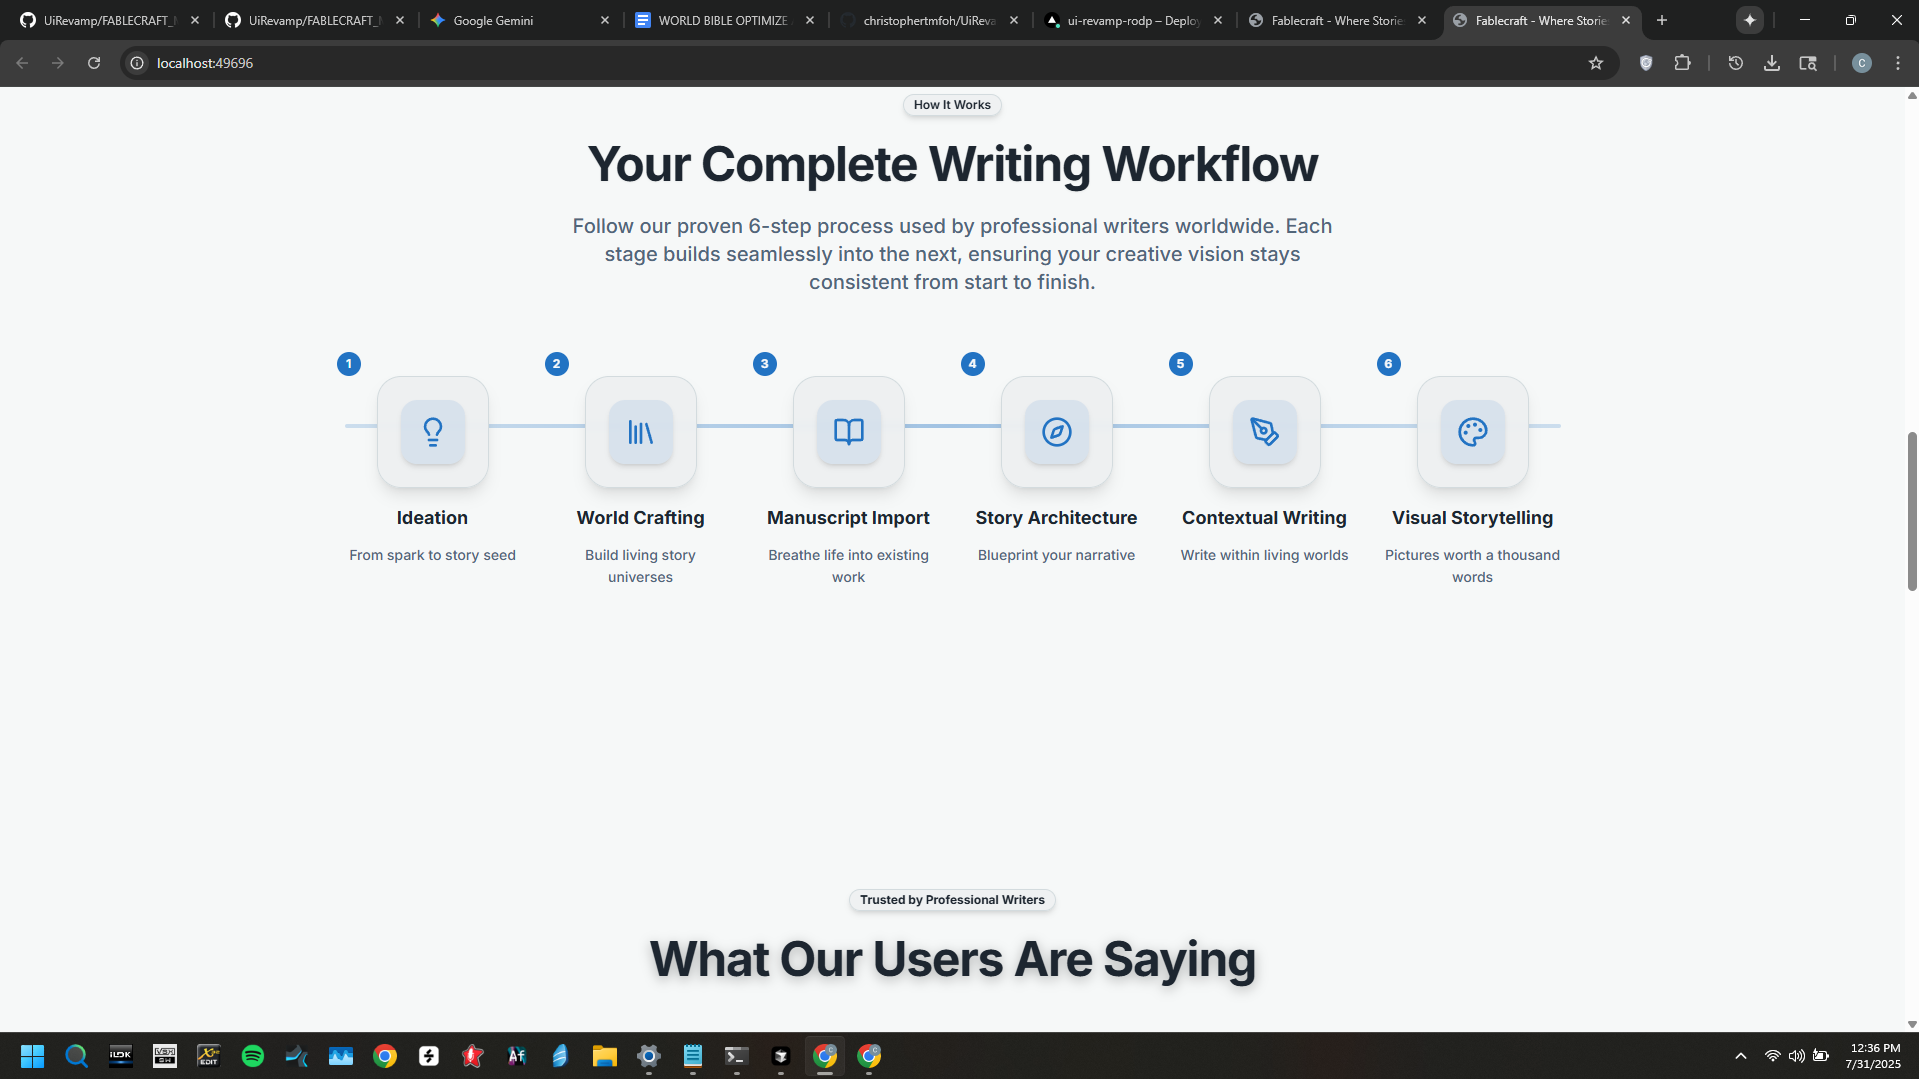 UiRevamp/FABLECRAFT_
UiRevamp/FABLECRAFT_
Google Gemini
WORLD BIBLE OPTIMIZE
christophertmfoh/UiReva
ui-revamp-rodp – Deploy
Fablecraft - Where Storie
Fablecraft - Where Storie
localhost:49696
C
How It Works
Your Complete Writing Workflow
Follow our proven 6-step process used by professional writers worldwide. Each
stage builds seamlessly into the next, ensuring your creative vision stays
consistent from start to finish.
1 2 3 4 5 6
Ideation
From spark to story seed
World Crafting
Build living story
universes
Manuscript Import
Breathe life into existing
work
Story Architecture
Blueprint your narrative
Contextual Writing
Write within living worlds
Visual Storytelling
Pictures worth a thousand
words
Trusted by Professional Writers
What Our Users Are Saying
EDIT
Af
12:36 PM
7/31/2025